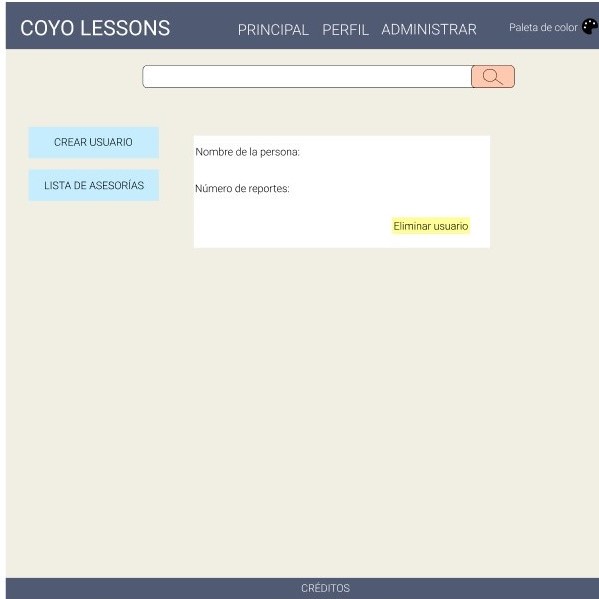 COYO LESSONS
PRINCIPAL PERFIL ADMINISTRAR
Paleta de color
CREAR USUARIO
LISTA DE ASESORÍAS
Nombre de la persona:
Número de reportes:
Eliminar usuario
CRÉDITOS